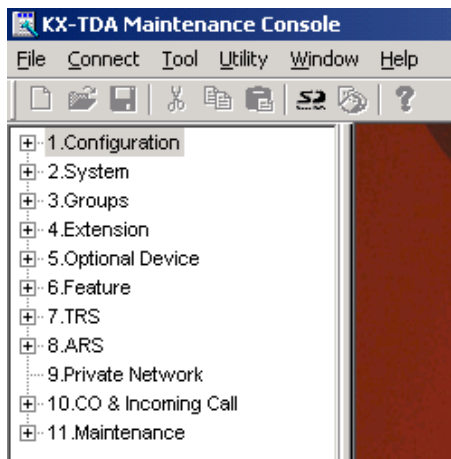 KX-TDA Maintenance Console
File Connect Tool Utility Window Help
1.Configuration
2.System
3.Groups
4.Extension
5.Optional Device
6.Feature
7.TRS
8.ARS
9.Private Network
10.CO & Incoming Call
11.Maintenance